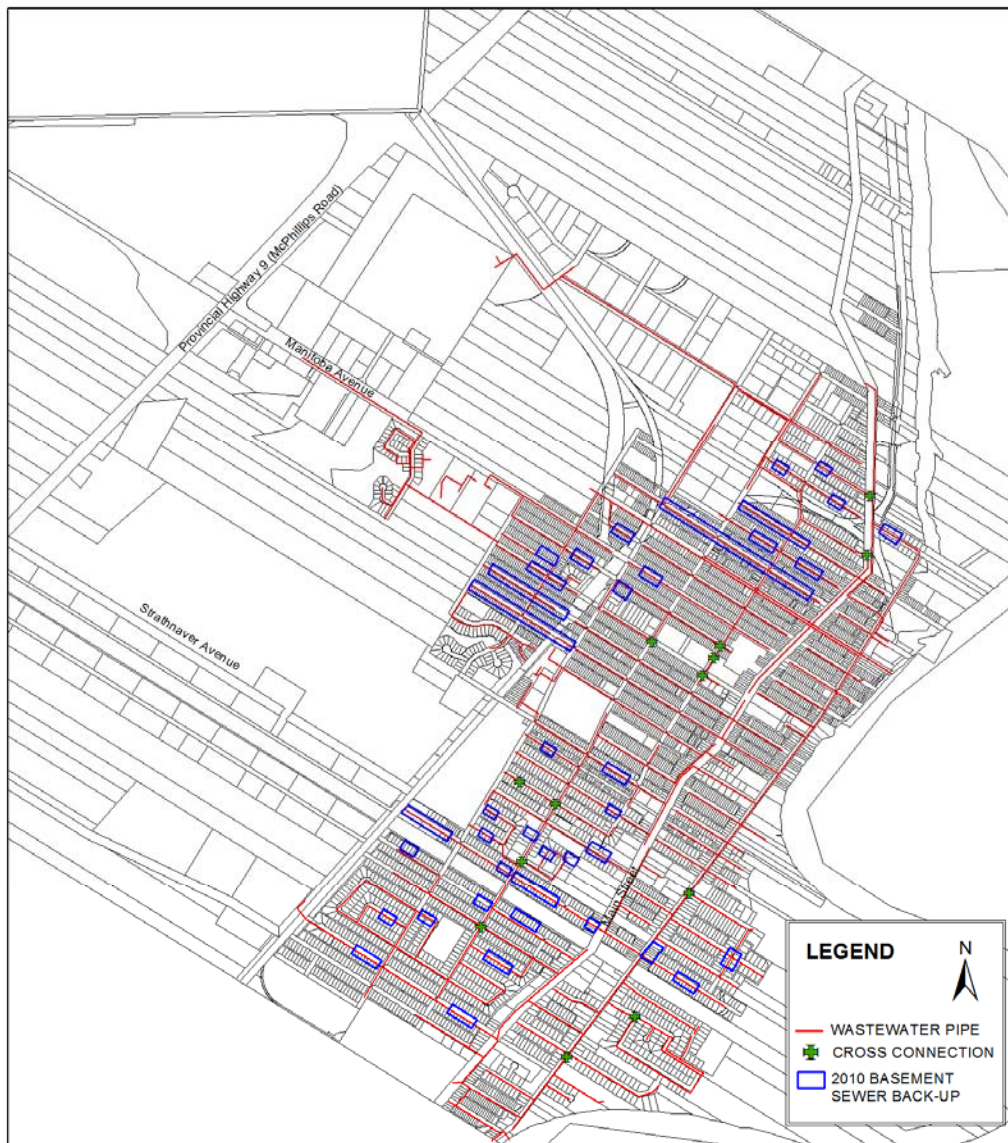 Provincial Highway 9 (McPhillips Road)
Manitoba Avenue
Strathnaver Avenue
Main Street
LEGEND
N
WASTEWATER PIPE
CROSS CONNECTION
2010 BASEMENT
SEWER BACK-UP